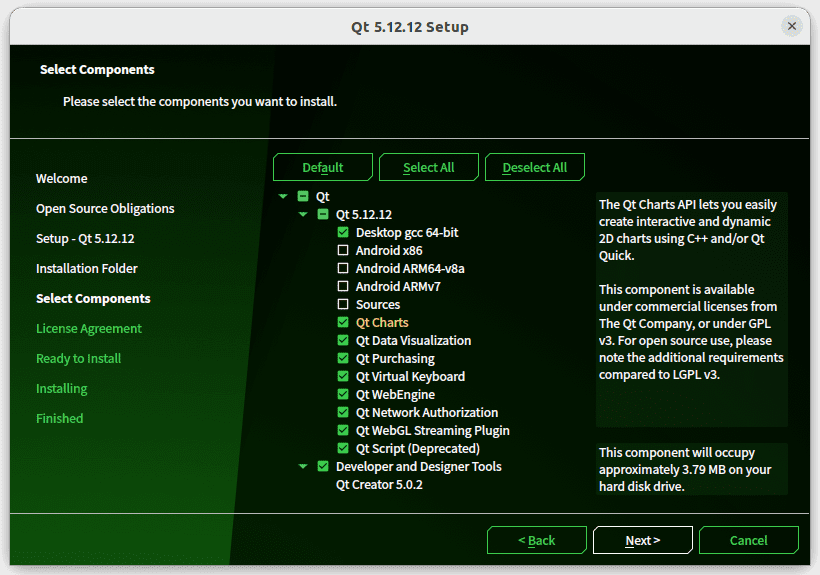 Qt 5.12.12 Setup
Select Components
Please select the components you want to install.
Welcome
Open Source Obligations
Setup - Qt 5.12.12
Installation Folder
Select Components
License Agreement
Ready to Install
Installing
Finished
Default
Select All
Deselect All
Qt
Qt 5.12.12
Desktop gcc 64-bit
Android x86
Android ARM64-v8a
Android ARMv7
Sources
Qt Charts
Qt Data Visualization
Qt Purchasing
Qt Virtual Keyboard
Qt WebEngine
Qt Network Authorization
Qt WebGL Streaming Plugin
Qt Script (Deprecated)
Developer and Designer Tools
Qt Creator 5.0.2
The Qt Charts API lets you easily
create interactive and dynamic
2D charts using C++ and/or Qt
Quick.
This component is available
under commercial licenses from
The Qt Company, or under GPL
v3. For open source use, please
note the additional requirements
compared to LGPL v3.
This component will occupy
approximately 3.79 MB on your
hard disk drive.
< Back
Next >
Cancel